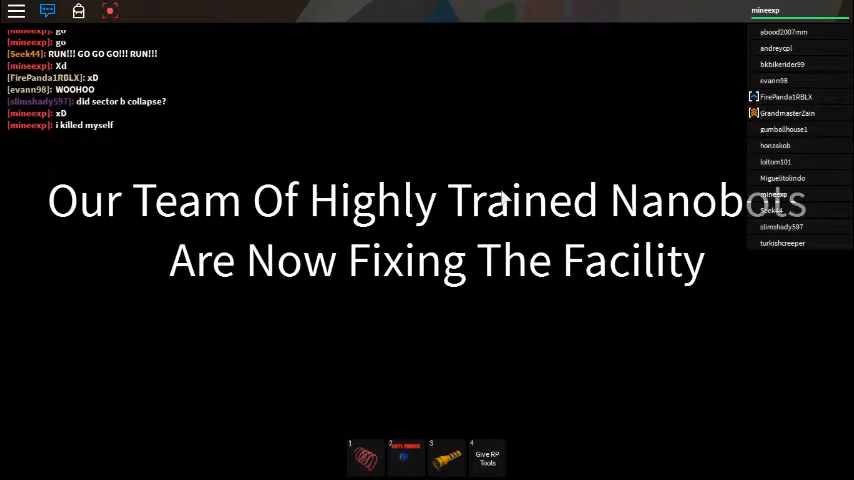 mineexp
[mineexp]: go
[mineexp]: go
[Seek44]: RUN!!! GO GO GO!!! RUN!!!
[mineexp]: Xd
[FirePanda1RBLX]: xD
[evann98]: WOOHOO
[slimshady597]: did sector b collapse?
[mineexp]: xD
[mineexp]: i killed myself
abood2007mm
andreycpl
bkbikerider99
evann98
FirePanda1RBLX
GrandmasterZain
gumballhouse1
honzakob
loltom101
Miguelitolindo
mineexp
Seek44
slimshady597
turkishcreeper
Our Team Of Highly Trained Nanobots
Are Now Fixing The Facility
1
2
3
4
Give RP
Tools